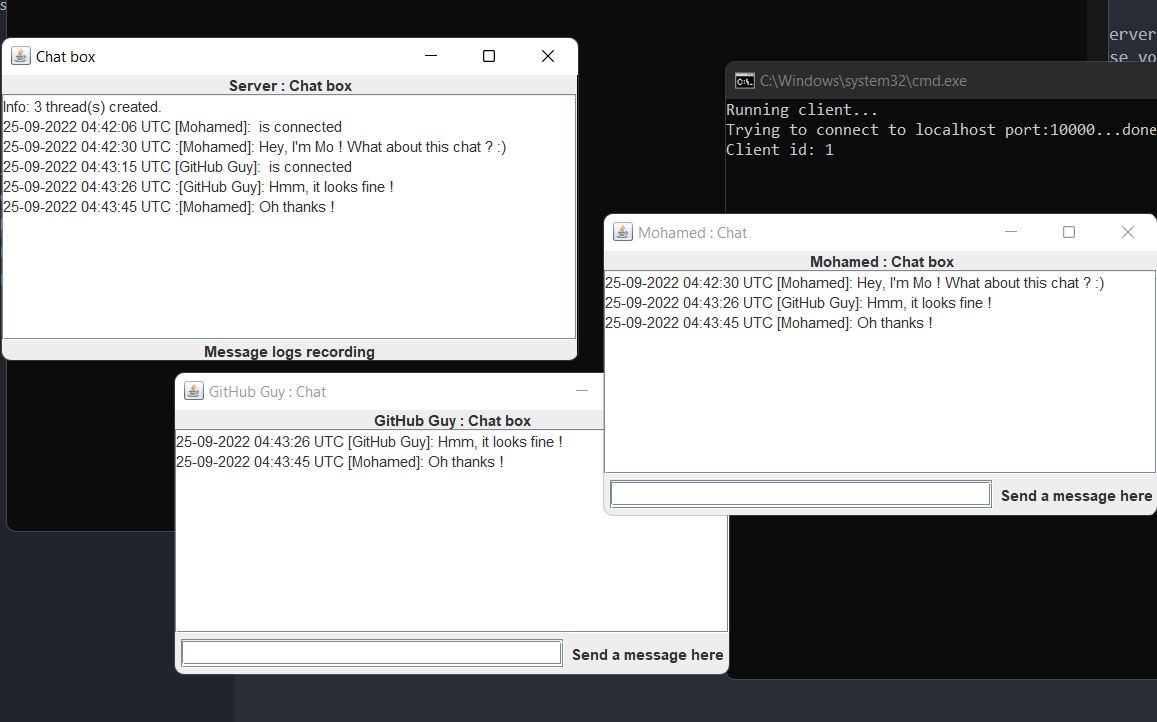 s
erver
se yo
Chat box
Server : Chat box
Info: 3 thread(s) created.
25-09-2022 04:42:06 UTC [Mohamed]:  is connected
25-09-2022 04:42:30 UTC :[Mohamed]: Hey, I'm Mo ! What about this chat ? :)
25-09-2022 04:43:15 UTC [GitHub Guy]:  is connected
25-09-2022 04:43:26 UTC :[GitHub Guy]: Hmm, it looks fine !
25-09-2022 04:43:45 UTC :[Mohamed]: Oh thanks !
Message logs recording
C:\Windows\system32\cmd.exe
Running client...
Trying to connect to localhost port:10000...done
Client id: 1
Mohamed : Chat
Mohamed : Chat box
25-09-2022 04:42:30 UTC [Mohamed]: Hey, I'm Mo ! What about this chat ? :)
25-09-2022 04:43:26 UTC [GitHub Guy]: Hmm, it looks fine !
25-09-2022 04:43:45 UTC [Mohamed]: Oh thanks !
Send a message here
GitHub Guy : Chat
GitHub Guy : Chat box
25-09-2022 04:43:26 UTC [GitHub Guy]: Hmm, it looks fine !
25-09-2022 04:43:45 UTC [Mohamed]: Oh thanks !
Send a message here